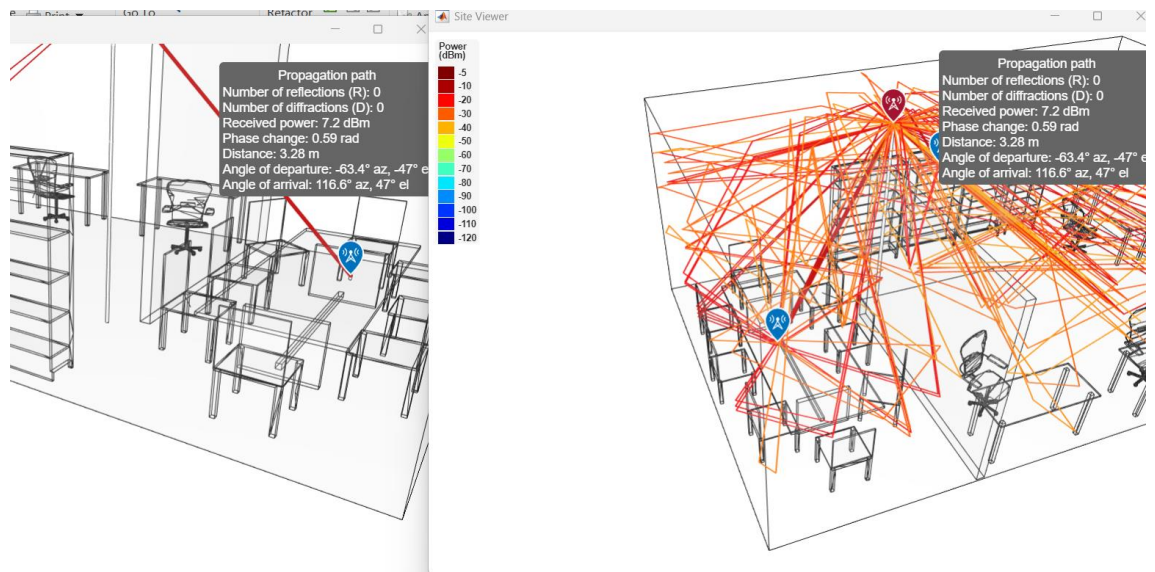 Print
Go To
Refactor
Site Viewer
Propagation path
Number of reflections (R): 0
Number of diffractions (D): 0
Received power: 7.2 dBm
Phase change: 0.59 rad
Distance: 3.28 m
Angle of departure: -63.4° az, -47° e
Angle of arrival: 116.6° az, 47° el
Power
(dBm)
-5
-10
-20
-30
-40
-50
-60
-70
-80
-90
-100
-110
-120
Propagation path
Number of reflections (R): 0
Number of diffractions (D): 0
Received power: 7.2 dBm
Phase change: 0.59 rad
Distance: 3.28 m
Angle of departure: -63.4° az, -47° e
Angle of arrival: 116.6° az, 47° el